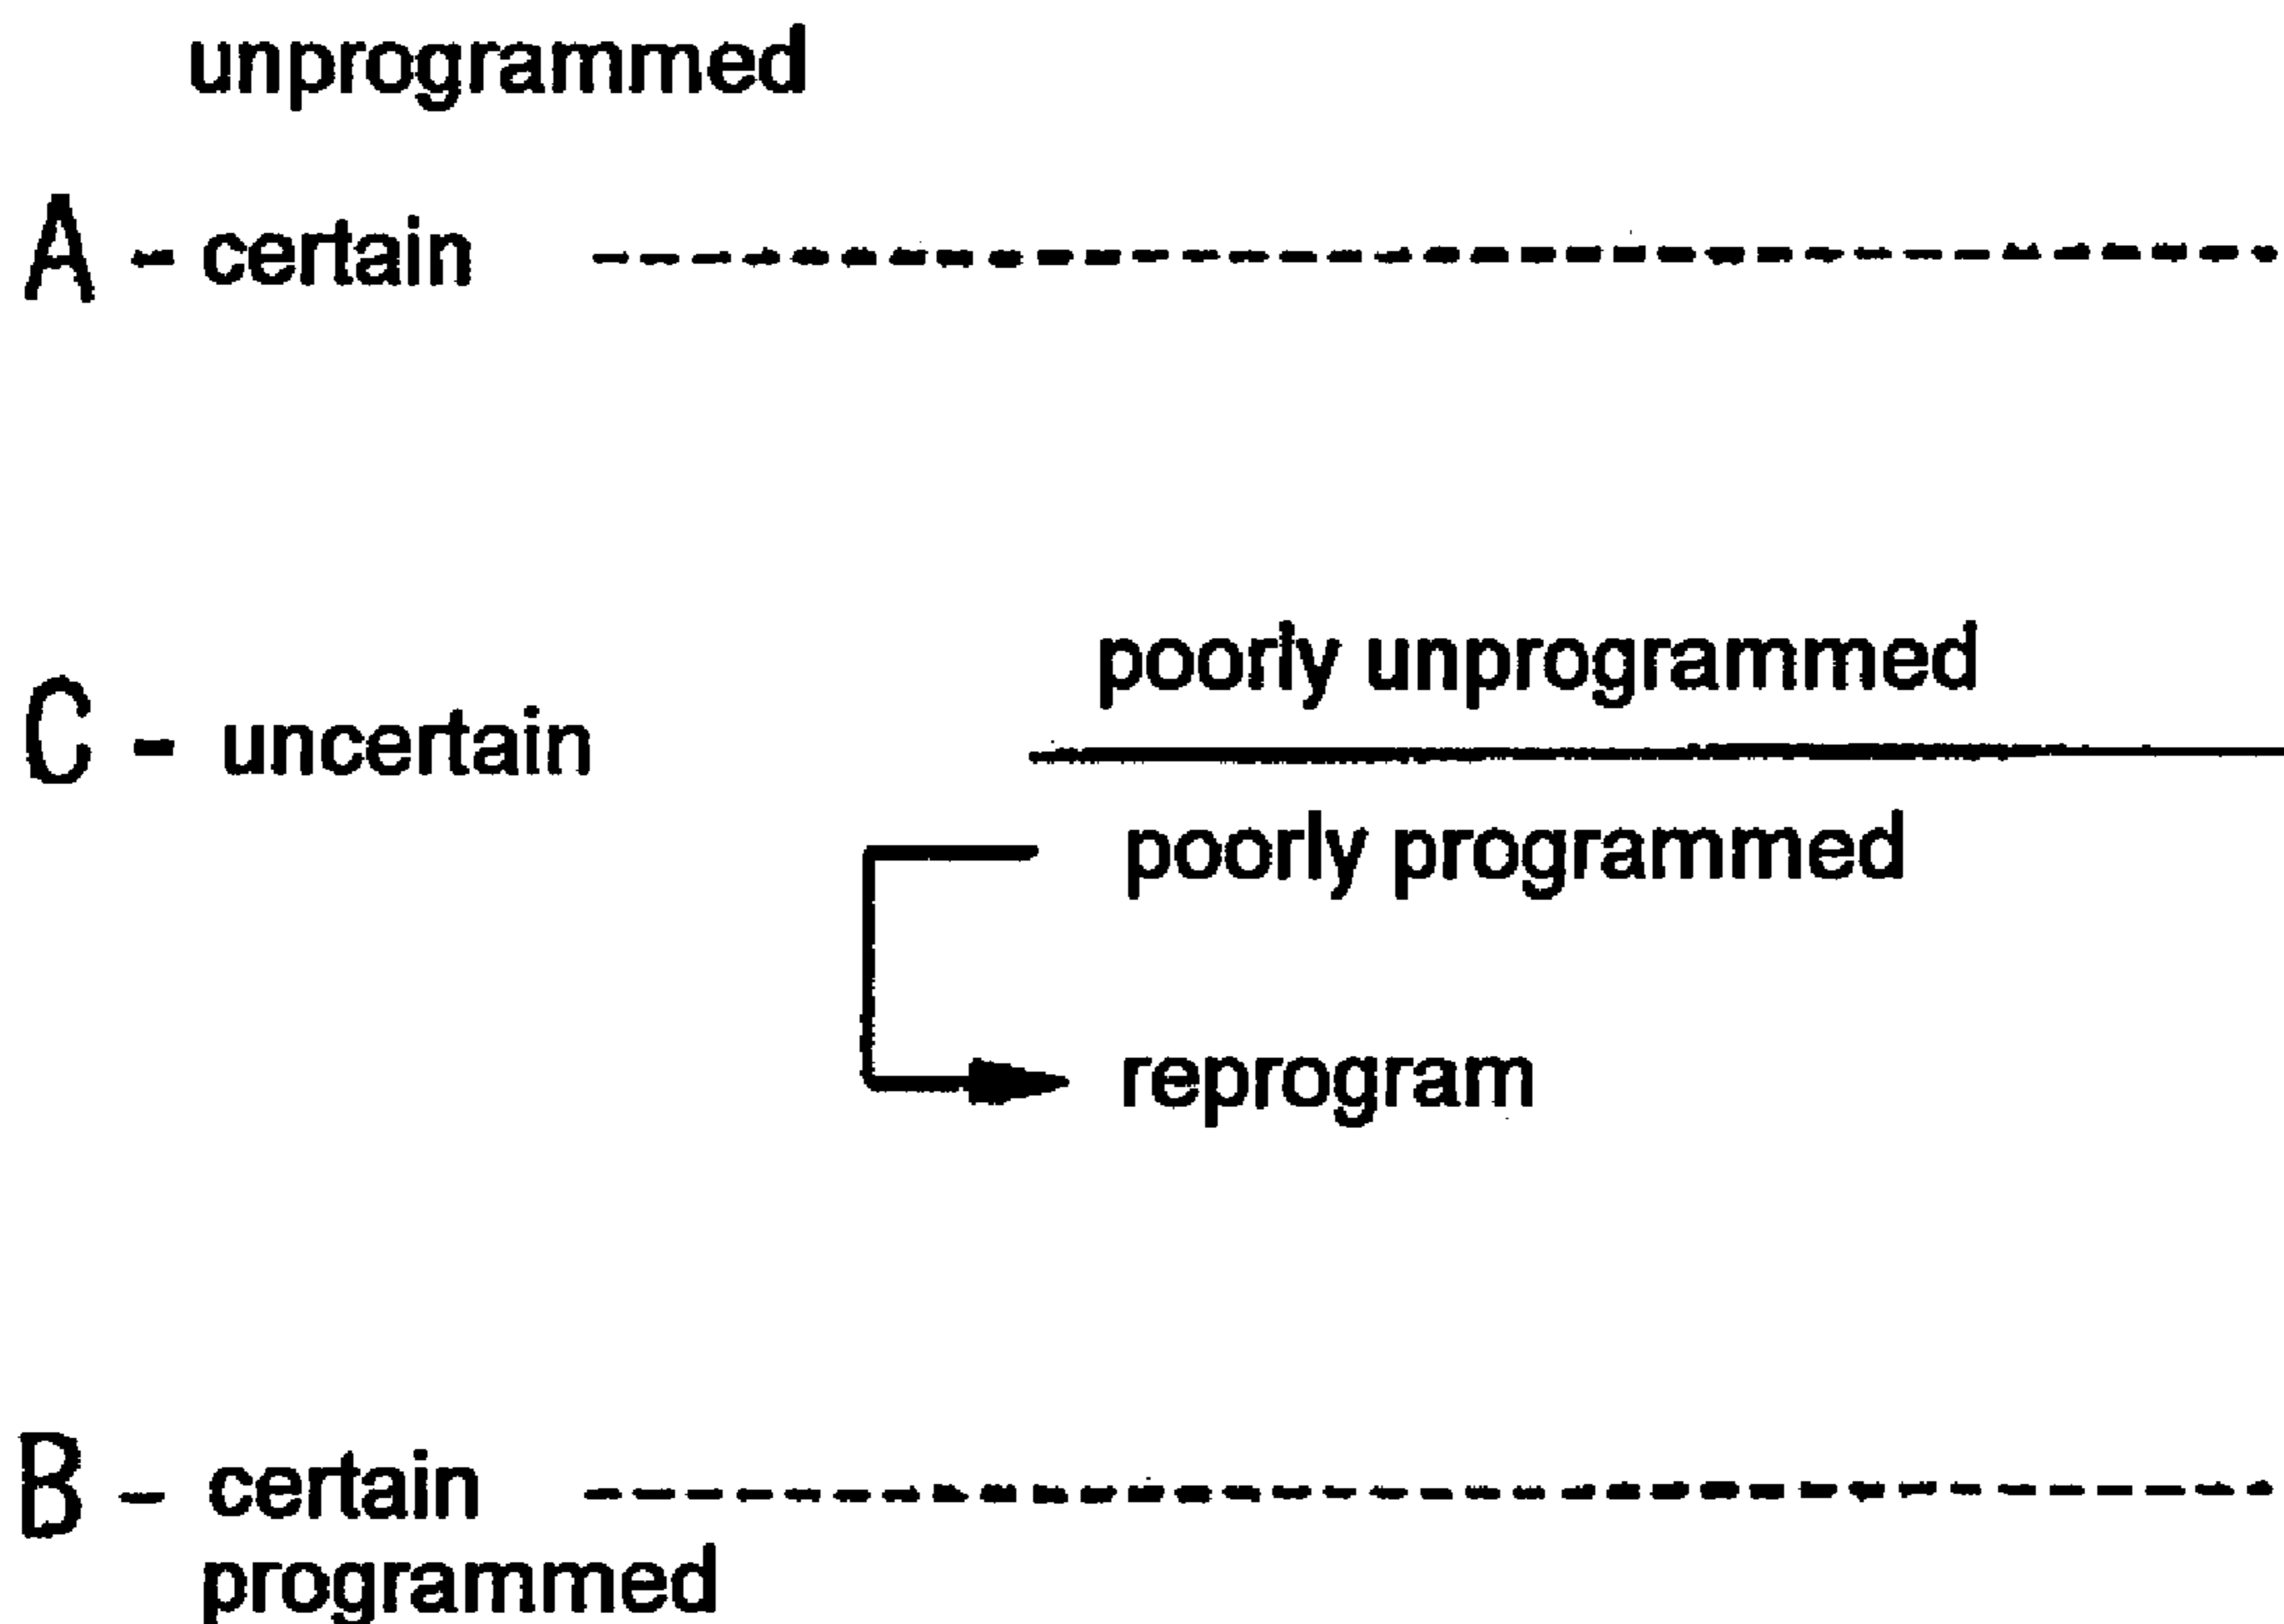 unprogrammed
A - certain
poorly unprogrammed
C - uncertain
poorly programmed
reprogram
B - certain
programmed